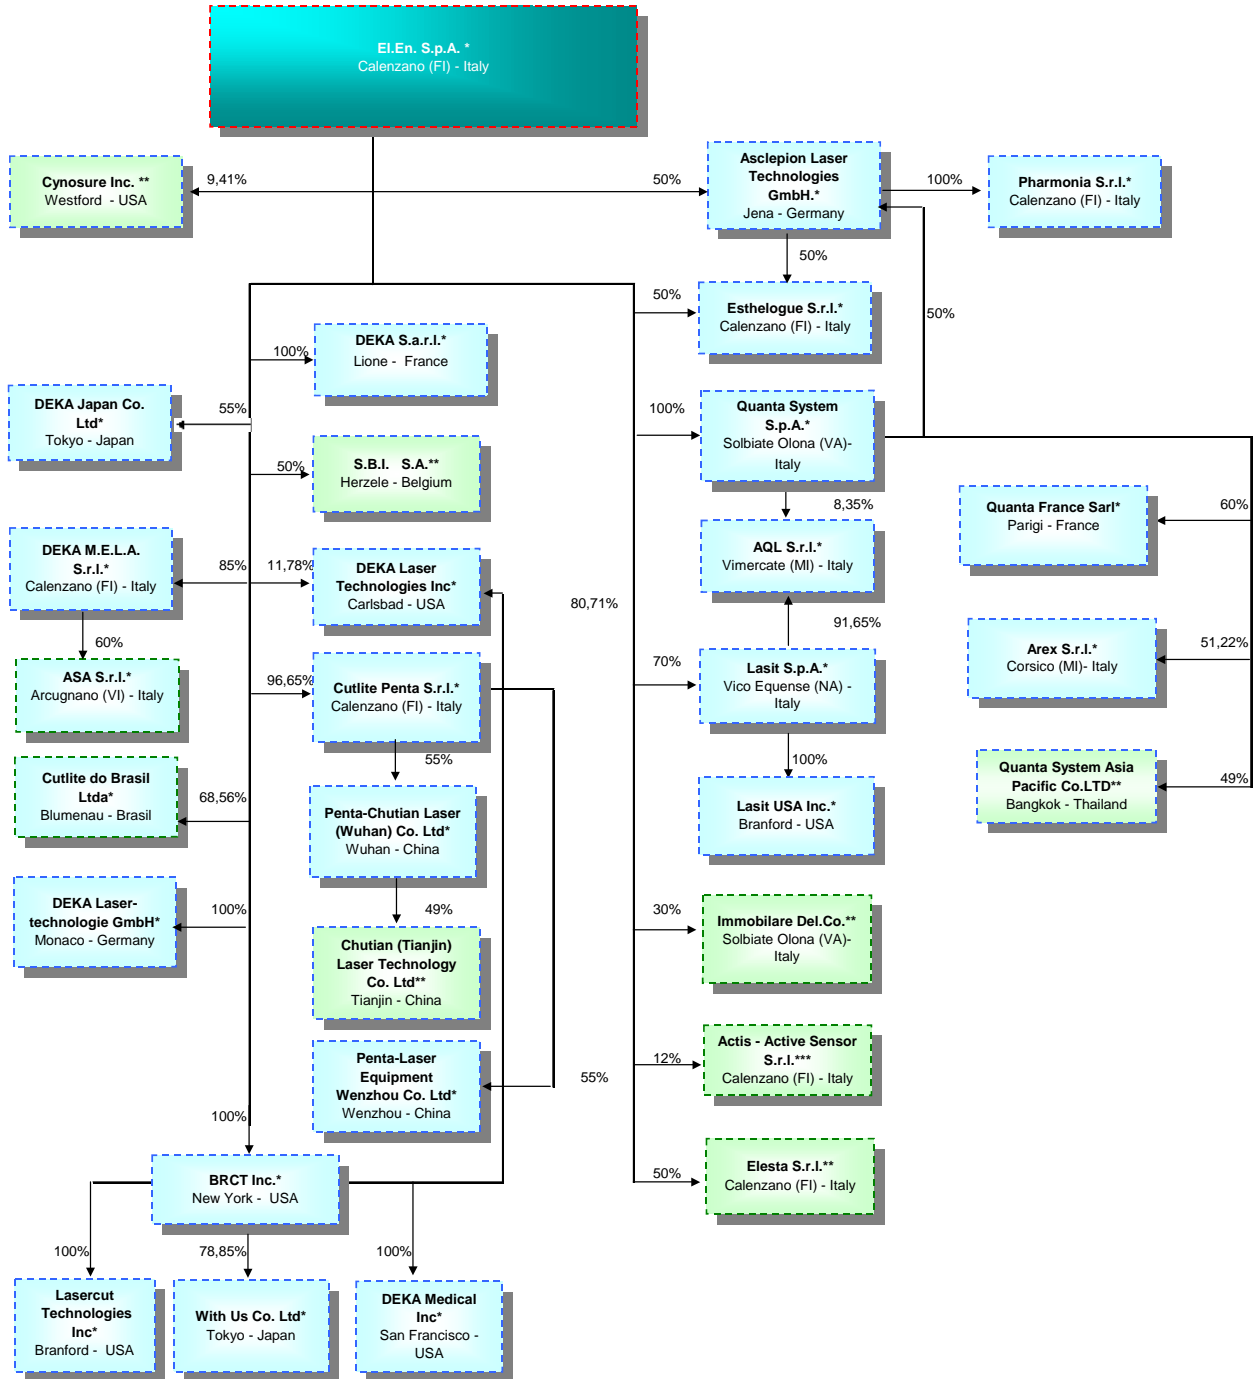 El.En. S.p.A. *
Calenzano (FI) - Italy
Cynosure Inc. **
Westford - USA
9,41%
50%
Asclepion Laser
Technologies
GmbH.*
Jena - Germany
100%
Pharmonia S.r.l.*
Calenzano (FI) - Italy
50%
50%
Esthelogue S.r.l.*
Calenzano (FI) - Italy
50%
100%
DEKA S.a.r.l.*
Lione - France
DEKA Japan Co.
Ltd*
Tokyo - Japan
55%
100%
Quanta System
S.p.A.*
Solbiate Olona (VA)-
Italy
50%
S.B.I. S.A.**
Herzele - Belgium
8,35%
Quanta France Sarl*
Parigi - France
60%
DEKA M.E.L.A.
S.r.l.*
Calenzano (FI) - Italy
85%
11,78%
DEKA Laser
Technologies Inc*
Carlsbad - USA
AQL S.r.l.*
Vimercate (MI) - Italy
80,71%
91,65%
60%
ASA S.r.l.*
Arcugnano (VI) - Italy
96,65%
Cutlite Penta S.r.l.*
Calenzano (FI) - Italy
70%
Lasit S.p.A.*
Vico Equense (NA) -
Italy
Arex S.r.l.*
Corsico (MI)- Italy
51,22%
55%
100%
Cutlite do Brasil
Ltda*
Blumenau - Brasil
68,56%
Penta-Chutian Laser
(Wuhan) Co. Ltd*
Wuhan - China
Lasit USA Inc.*
Branford - USA
Quanta System Asia
Pacific Co.LTD**
Bangkok - Thailand
49%
DEKA Laser-
technologie GmbH*
Monaco - Germany
100%
49%
Chutian (Tianjin)
Laser Technology
Co. Ltd**
Tianjin - China
30%
Immobilare Del.Co.**
Solbiate Olona (VA)-
Italy
Penta-Laser
Equipment
Wenzhou Co. Ltd*
Wenzhou - China
55%
12%
Actis - Active Sensor
S.r.l.***
Calenzano (FI) - Italy
100%
BRCT Inc.*
New York - USA
50%
Elesta S.r.l.**
Calenzano (FI) - Italy
100%
78,85%
100%
Lasercut
Technologies
Inc*
Branford - USA
With Us Co. Ltd*
Tokyo - Japan
DEKA Medical
Inc*
San Francisco -
USA